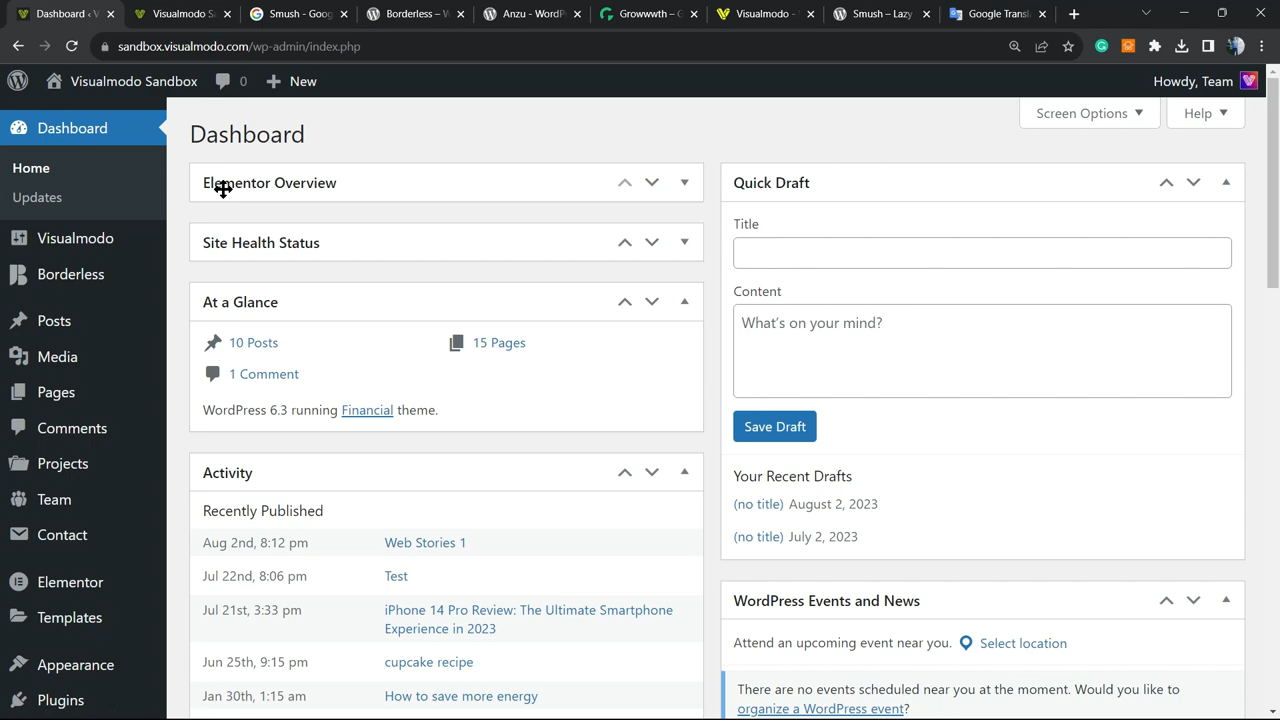 Dashboard ‹ V
Visualmodo S
Smush - Goog
Borderless – W
Anzu - WordP
Growwwth – G
Visualmodo -
Smush – Lazy
Google Transl
sandbox.visualmodo.com/wp-admin/index.php
Visualmodo Sandbox
0
New
Howdy, Team
Dashboard
Home
Updates
Visualmodo
Borderless
Posts
Media
Pages
Comments
Projects
Team
Contact
Elementor
Templates
Appearance
Plugins
Screen Options
Help
Dashboard
Elementor Overview
Site Health Status
At a Glance
10 Posts
15 Pages
1 Comment
WordPress 6.3 running Financial theme.
Activity
Recently Published
Aug 2nd, 8:12 pm Web Stories 1
Jul 22nd, 8:06 pm Test
Jul 21st, 3:33 pm iPhone 14 Pro Review: The Ultimate Smartphone
Experience in 2023
Jun 25th, 9:15 pm cupcake recipe
Jan 30th, 1:15 am How to save more energy
Quick Draft
Title
Content
What's on your mind?
Save Draft
Your Recent Drafts
(no title) August 2, 2023
(no title) July 2, 2023
WordPress Events and News
Attend an upcoming event near you. Select location
There are no events scheduled near you at the moment. Would you like to
organize a WordPress event?